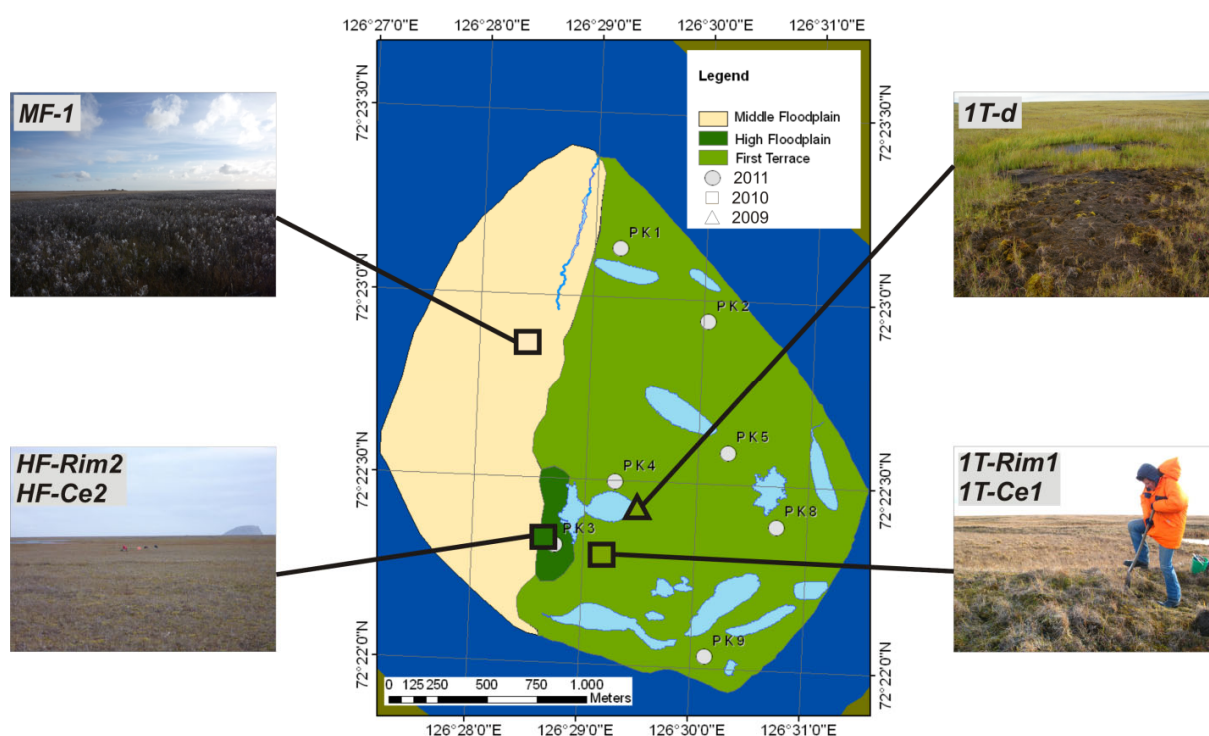 126°27'0"E 126°28'0"E 126°29'0"E 126°30'0"E 126°31'0"E
MF-1
1T-d
HF-Rim2
HF-Ce2
1T-Rim1
1T-Ce1
72°23'30"N
72°23'0"N
72°22'30"N
72°22'0"N
Legend
Middle Floodplain
High Floodplain
First Terrace
2011
2010
2009
72°23'30"N
72°23'0"N
72°22'30"N
72°22'0"N
PK1
PK2
PK5
PK4
PK8
PK3
PK9
0 125 250 500 750 1.000
Meters
126°28'0"E 126°29'0"E 126°30'0"E 126°31'0"E